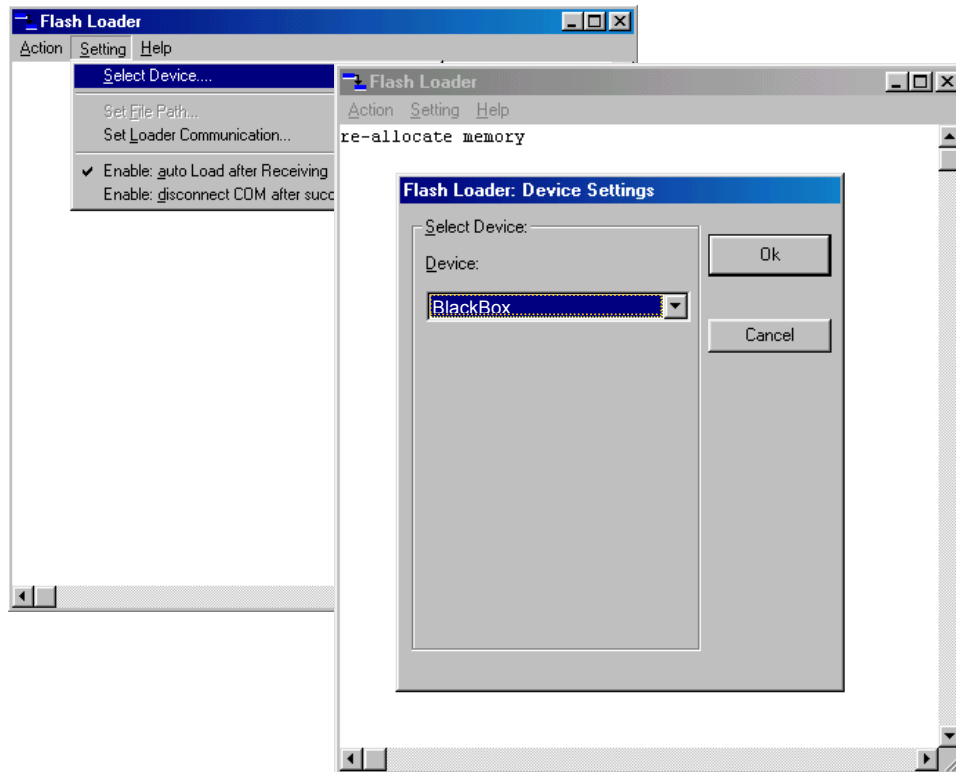 Flash Loader
Action Setting Help
Select Device....
Set File Path...
Set Loader Communication...
Enable: auto Load after Receiving
Enable: disconnect COM after succ
Flash Loader
Action Setting Help
re-allocate memory
Flash Loader: Device Settings
Select Device:
Device:
BlackBox
Ok
Cancel